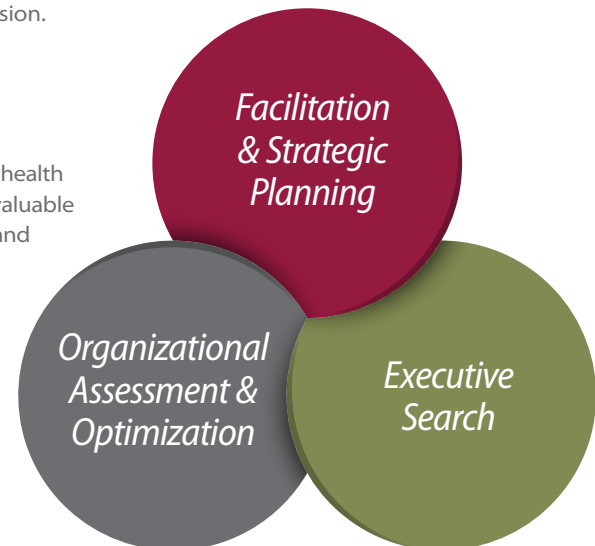 sion.
health
valuable
and
Facilitation
& Strategic
Planning
Organizational
Assessment &
Optimization
Executive
Search